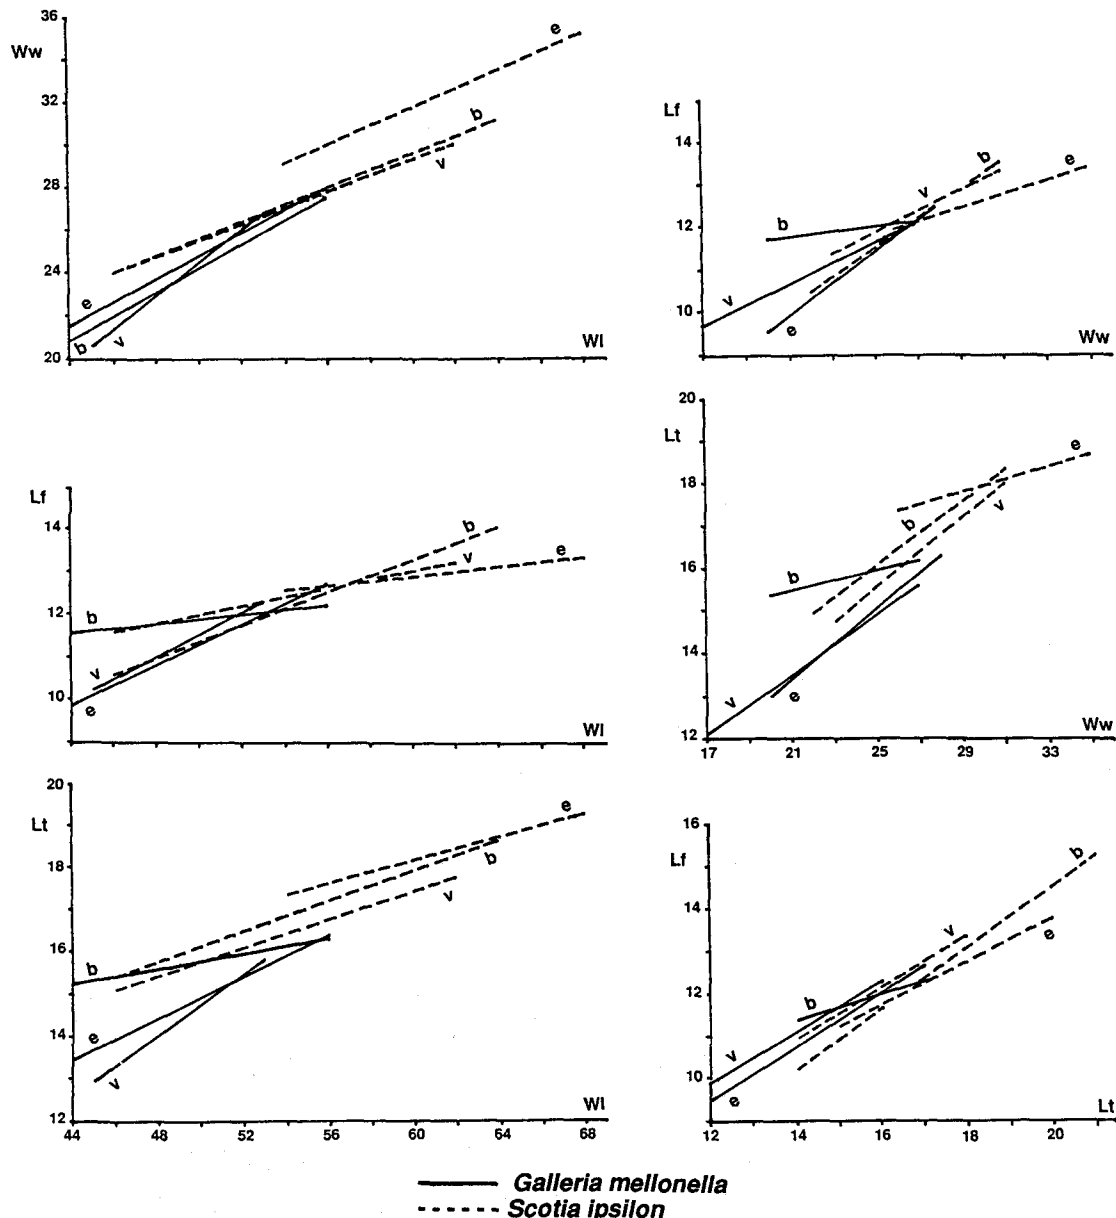 Ww
36
32
28
24
20
e
b
v
e
b
v
Wl
Lf
14
12
10
b
v
e
Ww
v
b
e
Lf
14
12
10
b
v
e
b
v
e
Wl
Lt
20
18
16
14
12
b
v
e
b
v
e
17
21
25
29
33
Ww
Lt
20
18
16
14
12
b
e
v
e
b
v
Wl
44
48
52
56
60
64
68
Lf
16
14
12
10
b
v
e
v
b
e
Lt
12
14
16
18
20
Galleria mellonella
Scotia ipsilon